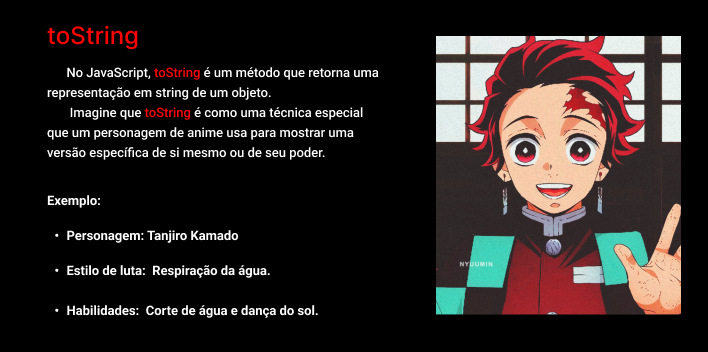 toString
No JavaScript, toString é um método que retorna uma
representação em string de um objeto.
Imagine que toString é como uma técnica especial
que um personagem de anime usa para mostrar uma
versão específica de si mesmo ou de seu poder.
Exemplo:
• Personagem: Tanjiro Kamado
• Estilo de luta: Respiração da água.
• Habilidades: Corte de água e dança do sol.
NYUUMIN